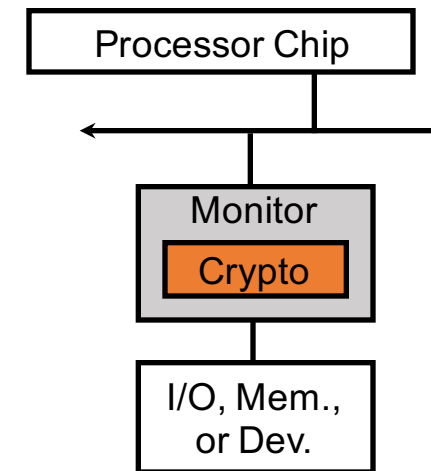 Processor Chip
Monitor
Crypto
I/O, Mem.,
or Dev.